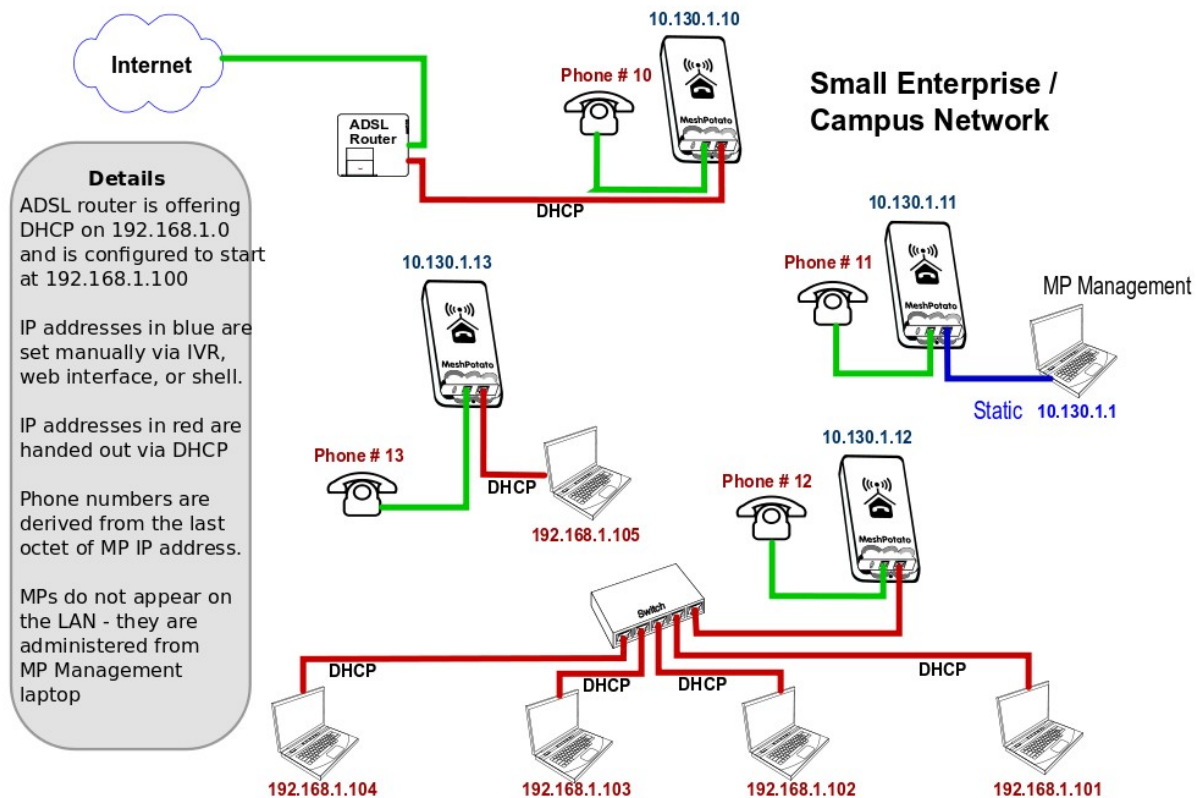 10.130.1.10
Internet
Phone # 10
Small Enterprise /
Campus Network
ADSL
Router
MeshPotato
DHCP
Details
ADSL router is offering
DHCP on 192.168.1.0
and is configured to start
at 192.168.1.100
IP addresses in blue are
set manually via IVR,
web interface, or shell.
IP addresses in red are
handed out via DHCP
Phone numbers are
derived from the last
octet of MP IP address.
MPs do not appear on
the LAN - they are
administered from
MP Management
laptop
10.130.1.11
Phone # 11
MeshPotato
MP Management
Static 10.130.1.1
10.130.1.13
MeshPotato
Phone # 13
DHCP
192.168.1.105
10.130.1.12
Phone # 12
MeshPotato
Switch
DHCP
DHCP
DHCP
DHCP
192.168.1.104
192.168.1.103
192.168.1.102
192.168.1.101